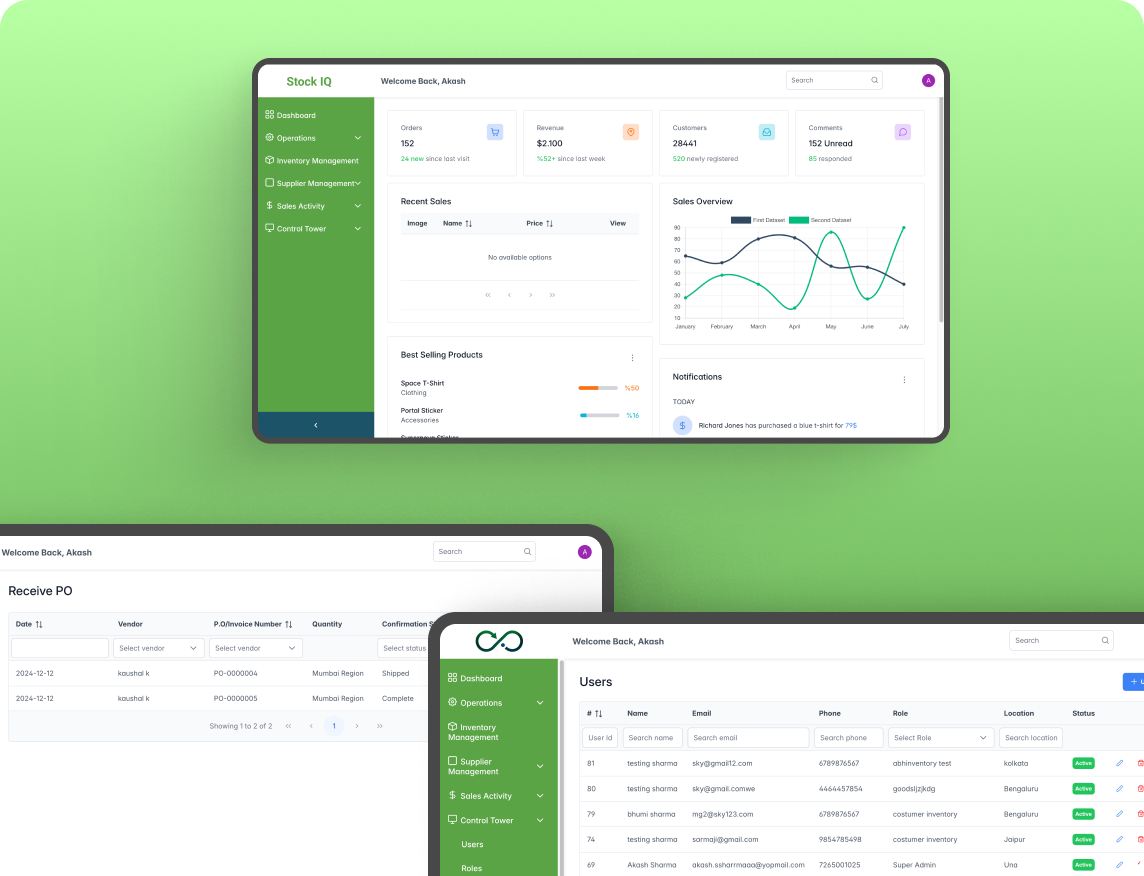 Stock IQ
Welcome Back, Akash
Search
A
Dashboard
Operations
Inventory Management
Supplier Management
Sales Activity
Control Tower
Orders
152
24 new since last visit
Revenue
$2.100
%52+ since last week
Customers
28441
520 newly registered
Comments
152 Unread
85 responded
Recent Sales
Image Name Price View
No available options
Sales Overview
First Dataset Second Dataset
90
80
70
60
50
40
30
20
10
January February March April May June July
Best Selling Products
Space T-Shirt
Clothing
%50
Portal Sticker
Accessories
%16
Supernova Sticker
Notifications
TODAY
Richard Jones has purchased a blue t-shirt for 79$
Welcome Back, Akash
Search
A
Receive PO
Date Vendor P.O/Invoice Number Quantity Confirmation S
Select vendor Select vendor Select status
2024-12-12 kaushal k PO-0000004 Mumbai Region Shipped
2024-12-12 kaushal k PO-0000005 Mumbai Region Complete
Showing 1 to 2 of 2 1
Welcome Back, Akash
Search
Dashboard
Operations
Inventory
Management
Supplier
Management
Sales Activity
Control Tower
Users
Roles
Users
# Name Email Phone Role Location Status
User Id Search name Search email Search phone Select Role Search location
81 testing sharma sky@gmail12.com 6789876567 abhinventory test kolkata Active
80 testing sharma sky@gmail.comwe 4464457854 goodsljzjkdg Bengaluru Active
79 bhumi sharma mg2@sky123.com 6789876567 costumer inventory Bengaluru Active
74 testing sharma sarmaji@gmail.com 9854785498 costumer inventory Jaipur Active
69 Akash Sharma akash.ssharrmaaa@yopmail.com 7265001025 Super Admin Una Active